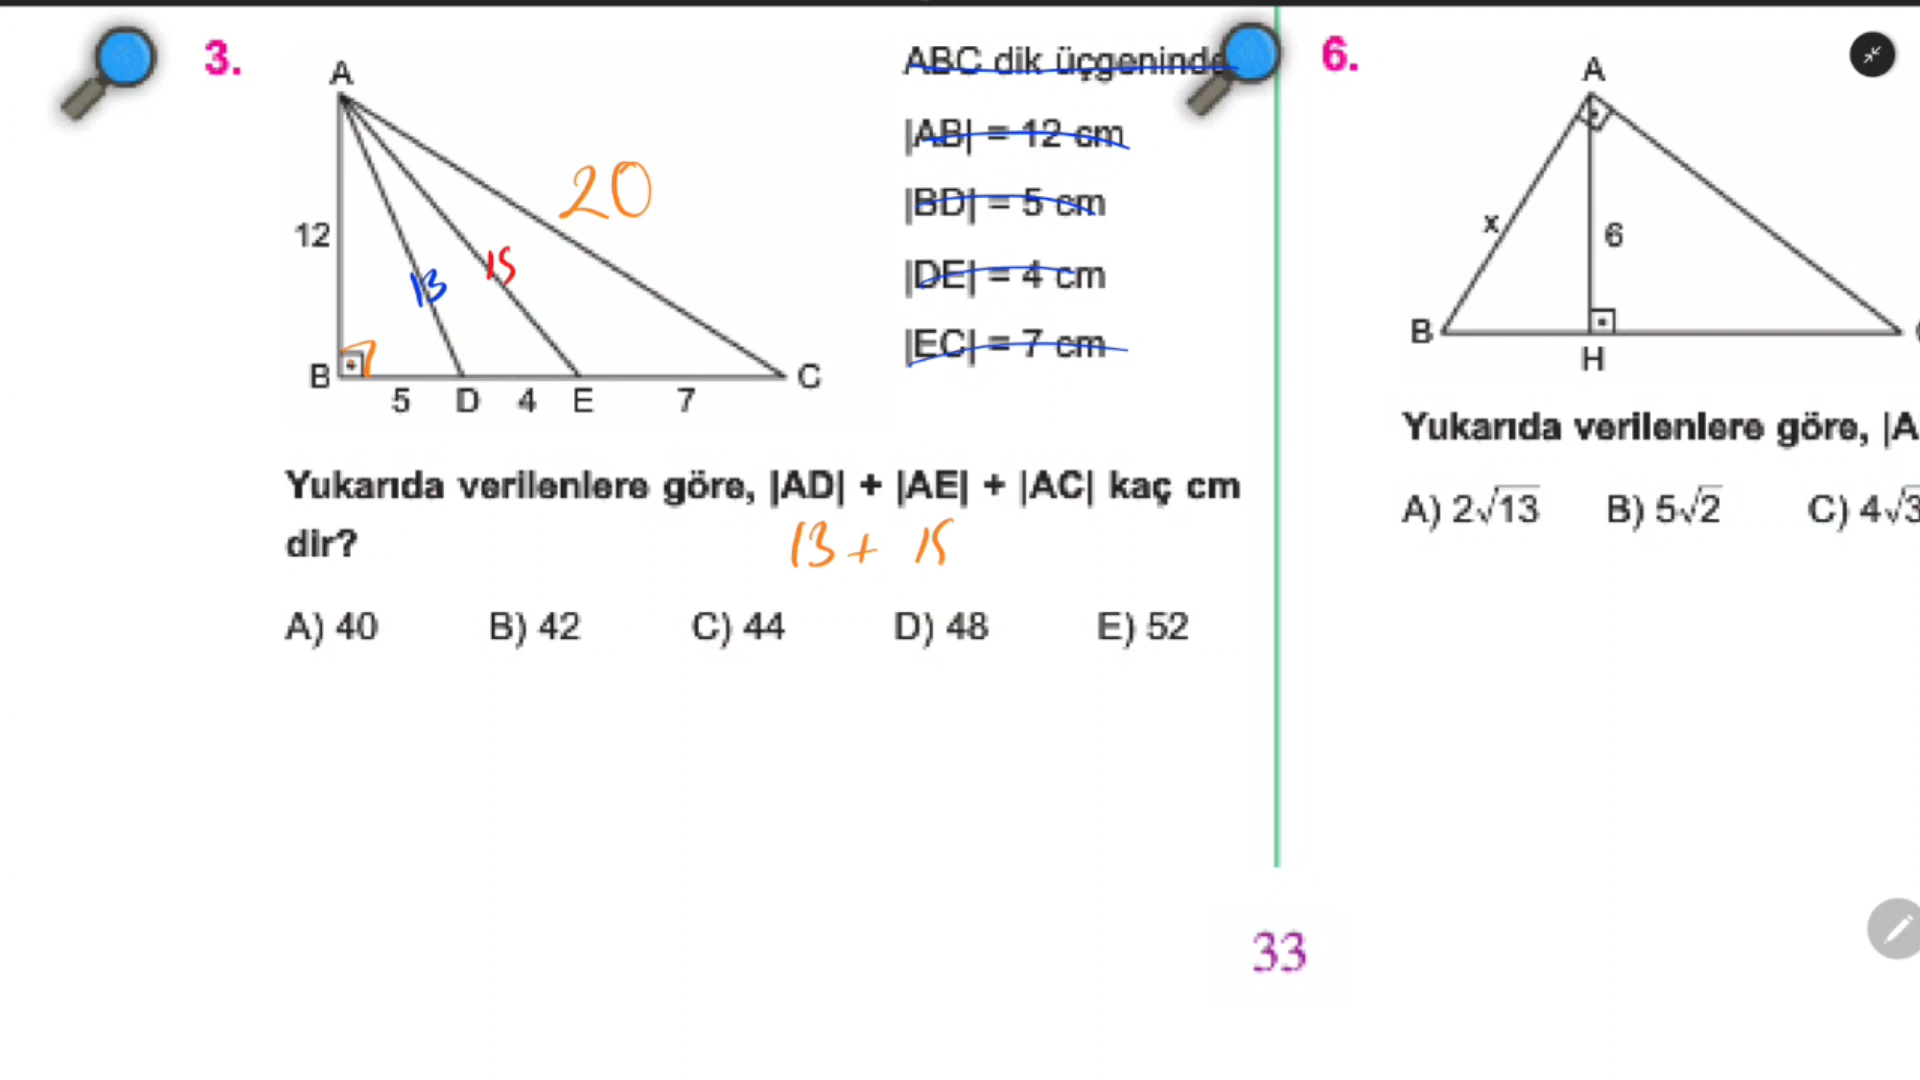 3.
A
12
13
15
20
B
5
D
4
E
7
C
ABC dik üçgeninde
|AB| = 12 cm
|BD| = 5 cm
|DE| = 4 cm
|EC| = 7 cm
Yukarıda verilenlere göre, |AD| + |AE| + |AC| kaç cm
dir?
13 + 15
A) 40 B) 42 C) 44 D) 48 E) 52
6.
A
x
6
B
H
Yukarıda verilenlere göre, |A
A) 2√13 B) 5√2 C) 4√3
33